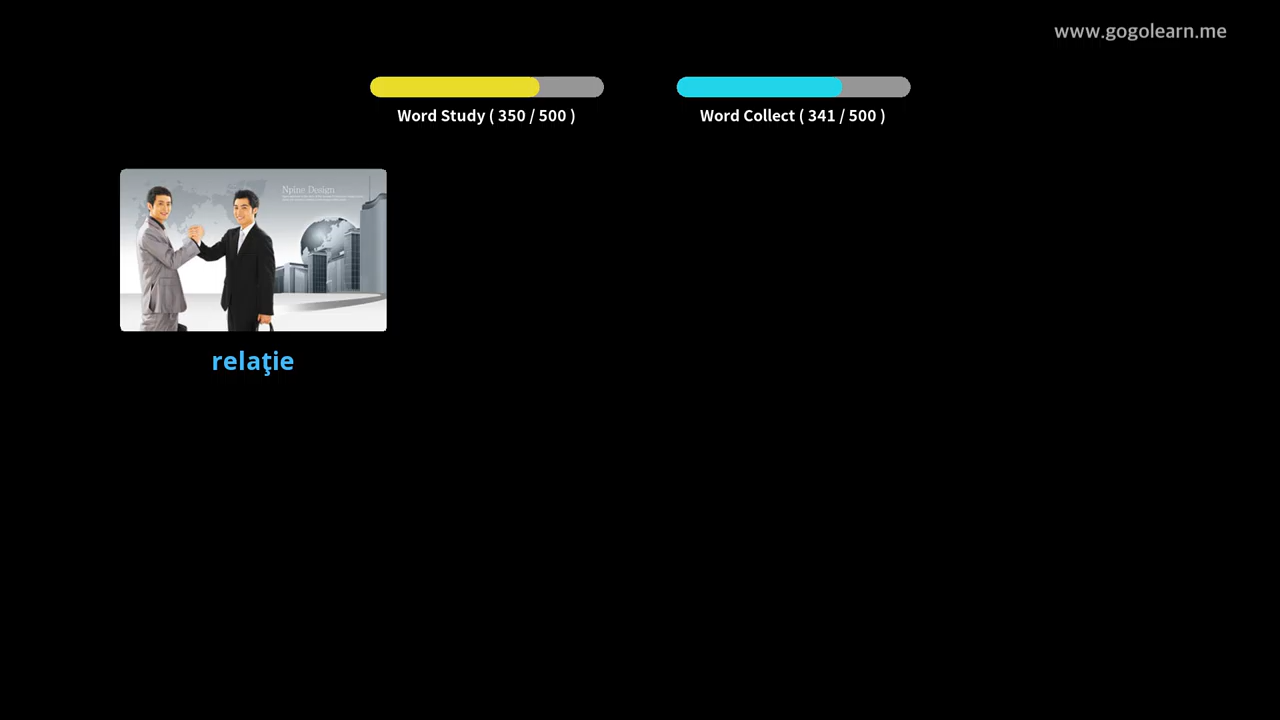 www.gogolearn.me
Word Study ( 350 / 500 )
Word Collect ( 341 / 500 )
Npine Design
relaţie